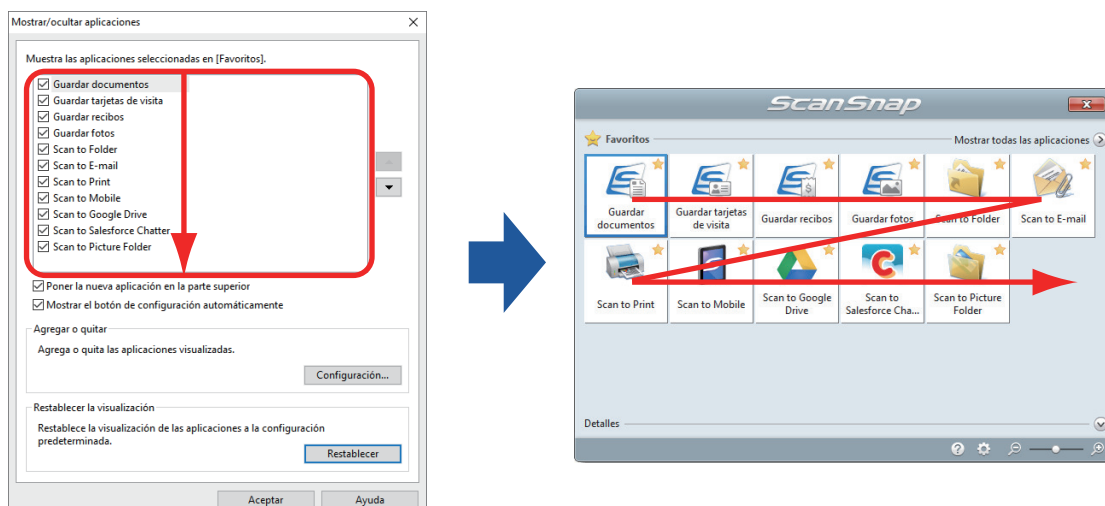 Mostrar/ocultar aplicaciones
Muestra las aplicaciones seleccionadas en [Favoritos].
Guardar documentos
Guardar tarjetas de visita
Guardar recibos
Guardar fotos
Scan to Folder
Scan to E-mail
Scan to Print
Scan to Mobile
Scan to Google Drive
Scan to Salesforce Chatter
Scan to Picture Folder
Poner la nueva aplicación en la parte superior
Mostrar el botón de configuración automáticamente
Agregar o quitar
Agrega o quita las aplicaciones visualizadas.
Configuración...
Restablecer la visualización
Restablece la visualización de las aplicaciones a la configuración
predeterminada.
Restablecer
Aceptar
Ayuda
ScanSnap
Favoritos
Mostrar todas las aplicaciones
Guardar
documentos
Guardar tarjetas
de visita
Guardar recibos
Guardar fotos
Scan to Folder
Scan to E-mail
Scan to Print
Scan to Mobile
Scan to Google
Drive
Scan to
Salesforce Cha...
Scan to Picture
Folder
Detalles